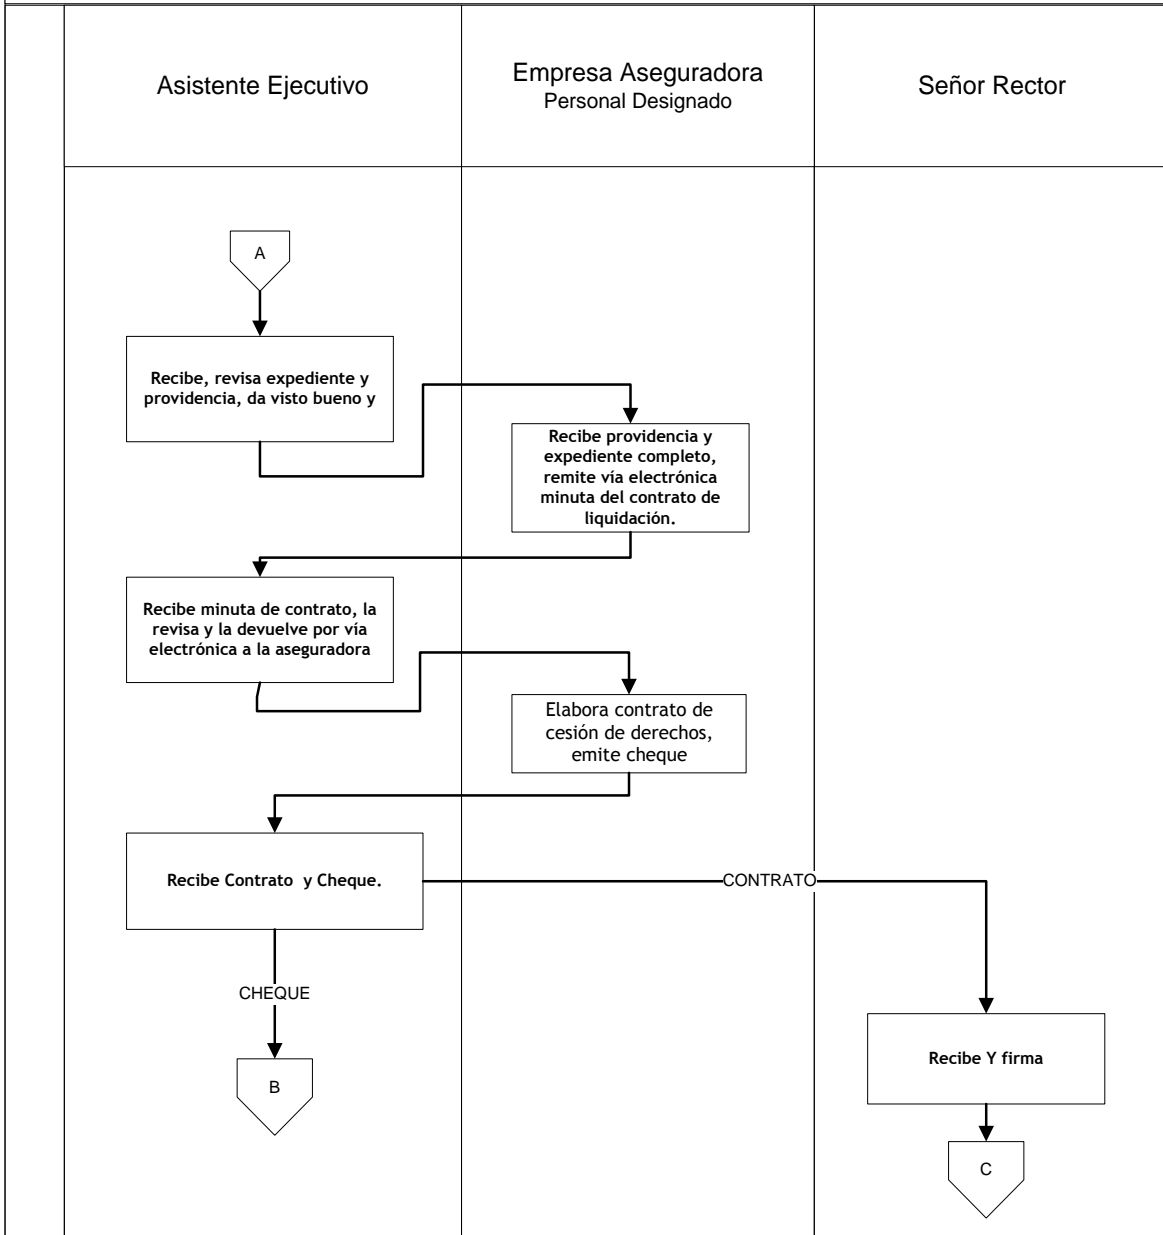 Asistente Ejecutivo
Empresa Aseguradora
Personal Designado
Señor Rector
A
Recibe, revisa expediente y
providencia, da visto bueno y
Recibe providencia y
expediente completo,
remite vía electrónica
minuta del contrato de
liquidación.
Recibe minuta de contrato, la
revisa y la devuelve por vía
electrónica a la aseguradora
Elabora contrato de
cesión de derechos,
emite cheque
Recibe Contrato y Cheque.
CONTRATO
CHEQUE
Recibe Y firma
B
C